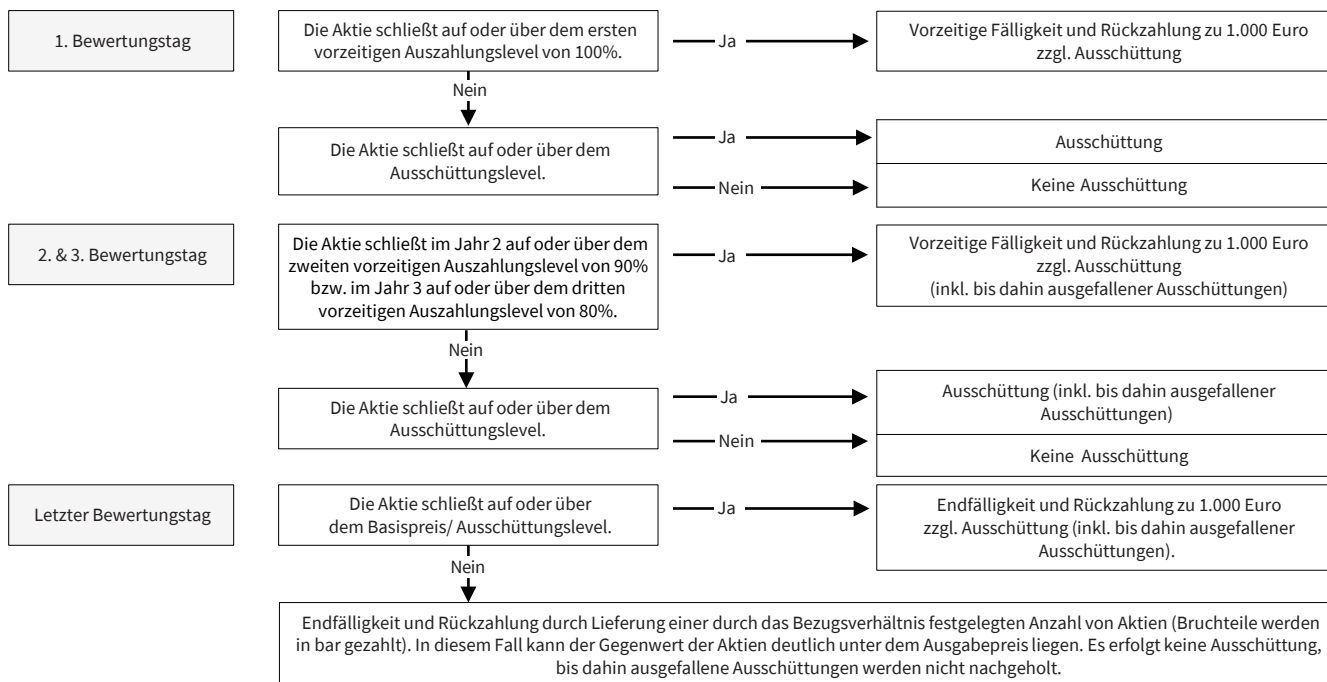 1. Bewertungstag
Die Aktie schließt auf oder über dem ersten
vorzeitigen Auszahlungslevel von 100%.
Ja
Vorzeitige Fälligkeit und Rückzahlung zu 1.000 Euro
zzgl. Ausschüttung
Nein
Die Aktie schließt auf oder über dem
Ausschüttungslevel.
Ja
Ausschüttung
Nein
Keine Ausschüttung
2. & 3. Bewertungstag
Die Aktie schließt im Jahr 2 auf oder über dem
zweiten vorzeitigen Auszahlungslevel von 90%
bzw. im Jahr 3 auf oder über dem dritten
vorzeitigen Auszahlungslevel von 80%.
Ja
Vorzeitige Fälligkeit und Rückzahlung zu 1.000 Euro
zzgl. Ausschüttung
(inkl. bis dahin ausgefallener Ausschüttungen)
Nein
Die Aktie schließt auf oder über dem
Ausschüttungslevel.
Ja
Ausschüttung (inkl. bis dahin ausgefallener
Ausschüttungen)
Nein
Keine Ausschüttung
Letzter Bewertungstag
Die Aktie schließt auf oder über
dem Basispreis/ Ausschüttungslevel.
Ja
Endfälligkeit und Rückzahlung zu 1.000 Euro
zzgl. Ausschüttung (inkl. bis dahin ausgefallener
Ausschüttungen).
Nein
Endfälligkeit und Rückzahlung durch Lieferung einer durch das Bezugsverhältnis festgelegten Anzahl von Aktien (Bruchteile werden
in bar gezahlt). In diesem Fall kann der Gegenwert der Aktien deutlich unter dem Ausgabepreis liegen. Es erfolgt keine Ausschüttung,
bis dahin ausgefallene Ausschüttungen werden nicht nachgeholt.